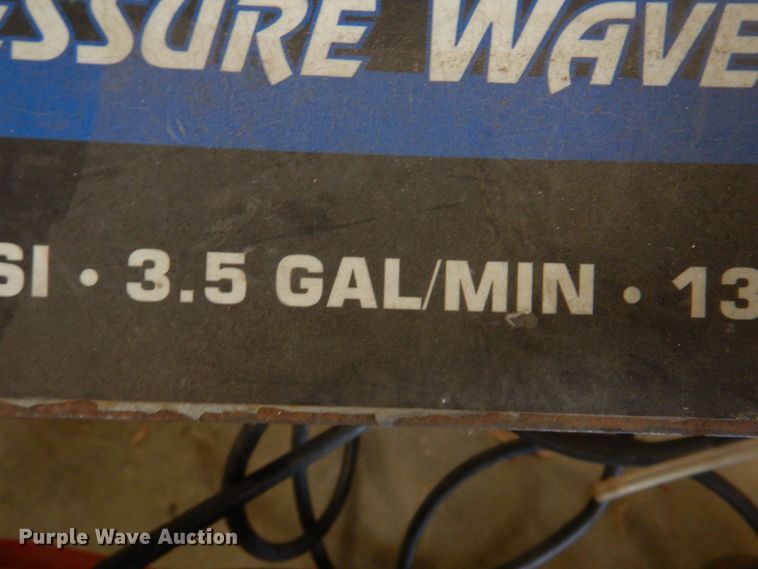 ESSURE WAVE
SI • 3.5 GAL/MIN • 13
Purple Wave Auction